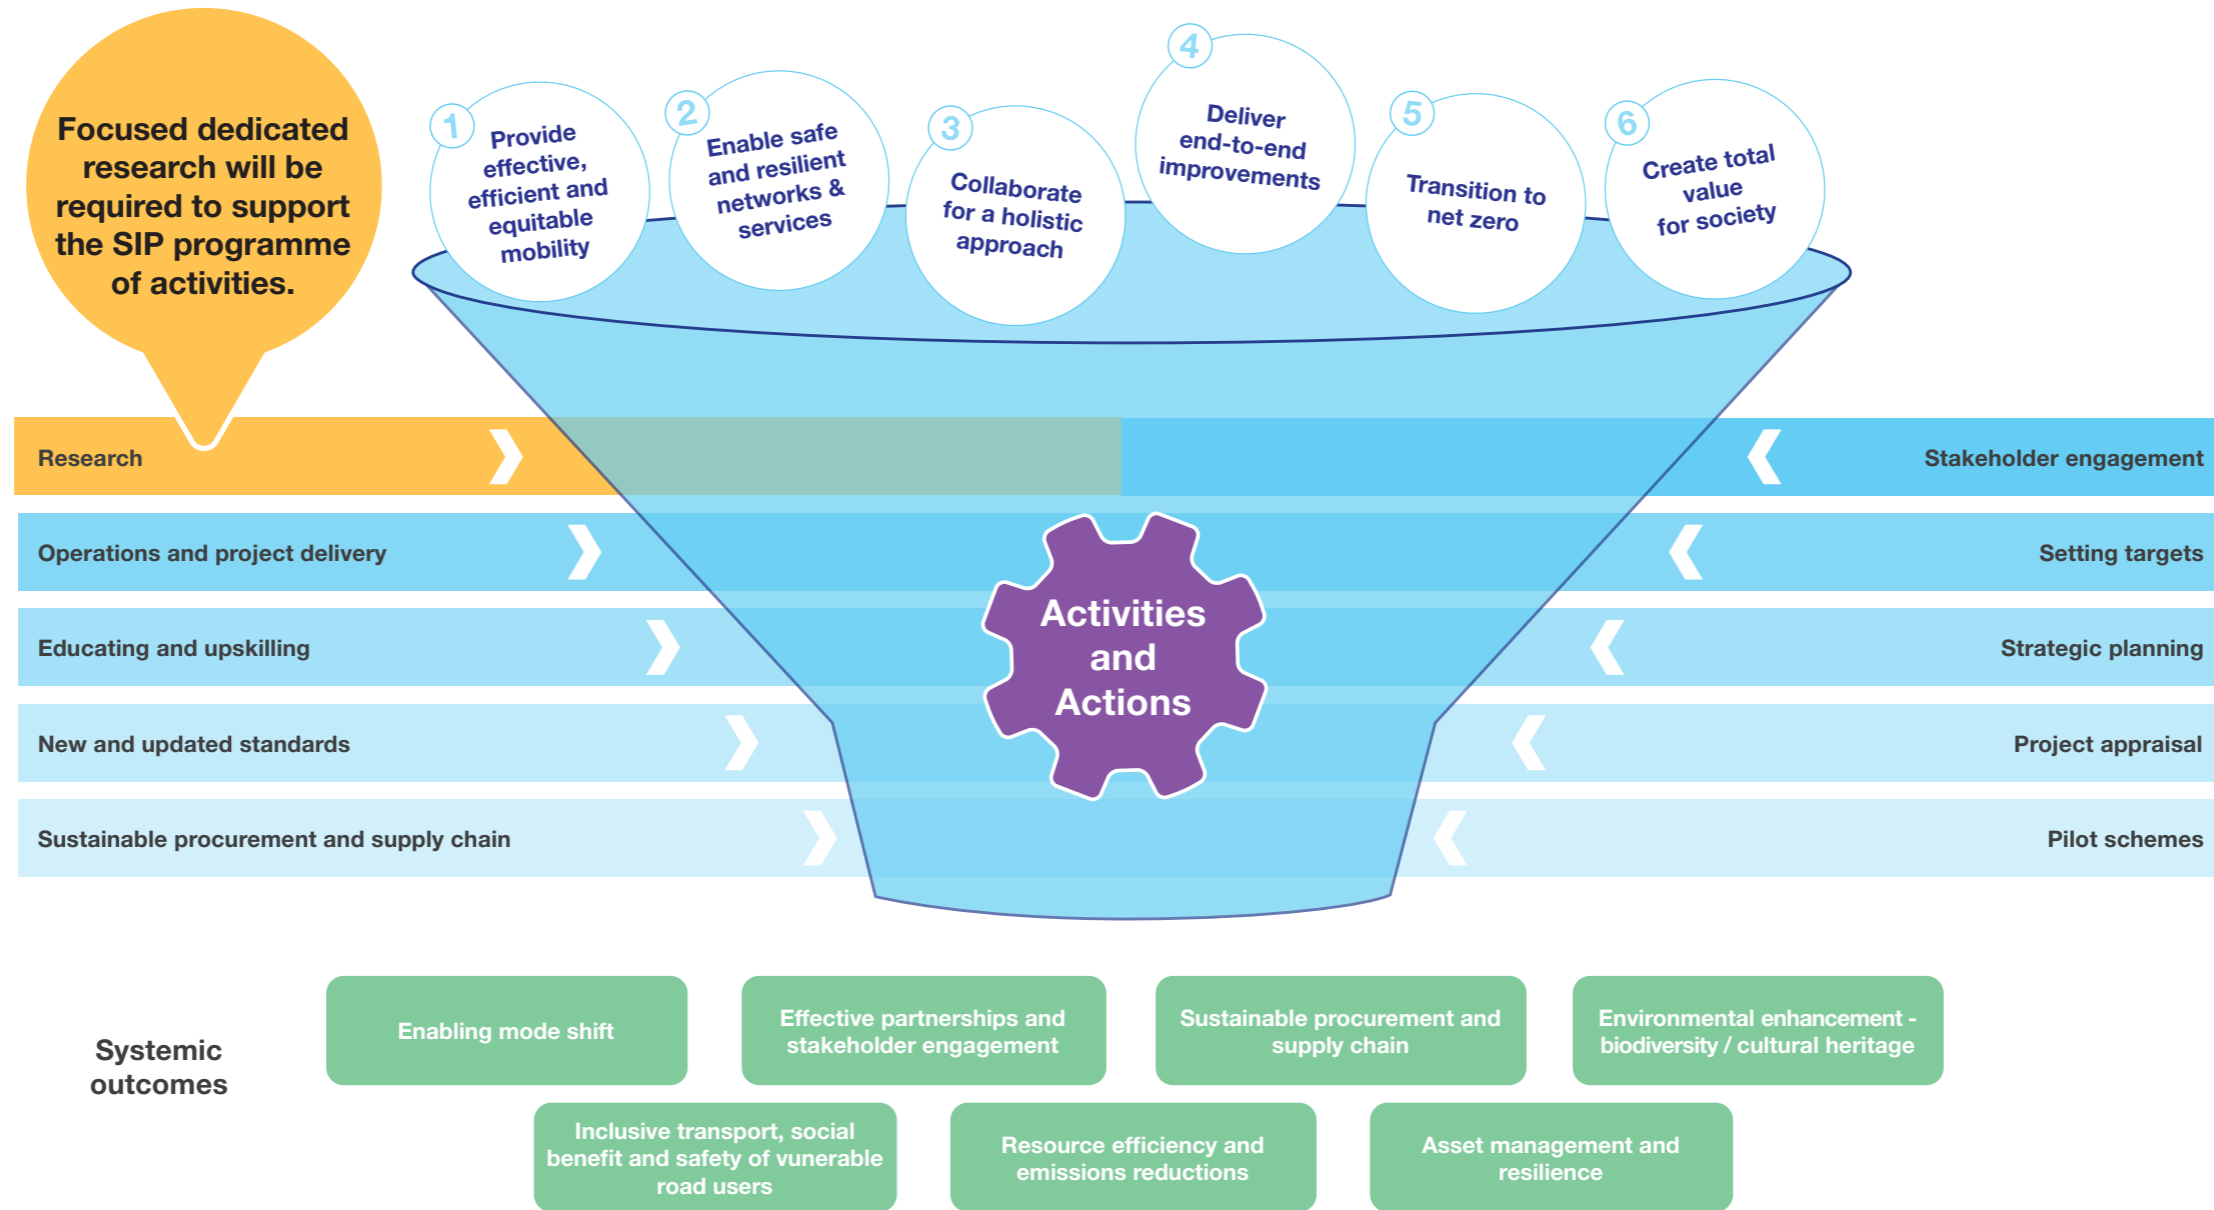 Focused dedicated
research will be
required to support
the SIP programme
of activities.
1
Provide
effective,
efficient and
equitable
mobility
2
Enable safe
and resilient
networks &
services
3
Collaborate
for a holistic
approach
4
Deliver
end-to-end
improvements
5
Transition to
net zero
6
Create total
value
for society
Research
Stakeholder engagement
Operations and project delivery
Setting targets
Educating and upskilling
Strategic planning
New and updated standards
Project appraisal
Sustainable procurement and supply chain
Pilot schemes
Activities
and
Actions
Systemic
outcomes
Enabling mode shift
Effective partnerships and
stakeholder engagement
Sustainable procurement and
supply chain
Environmental enhancement -
biodiversity / cultural heritage
Inclusive transport, social
benefit and safety of vunerable
road users
Resource efficiency and
emissions reductions
Asset management and
resilience